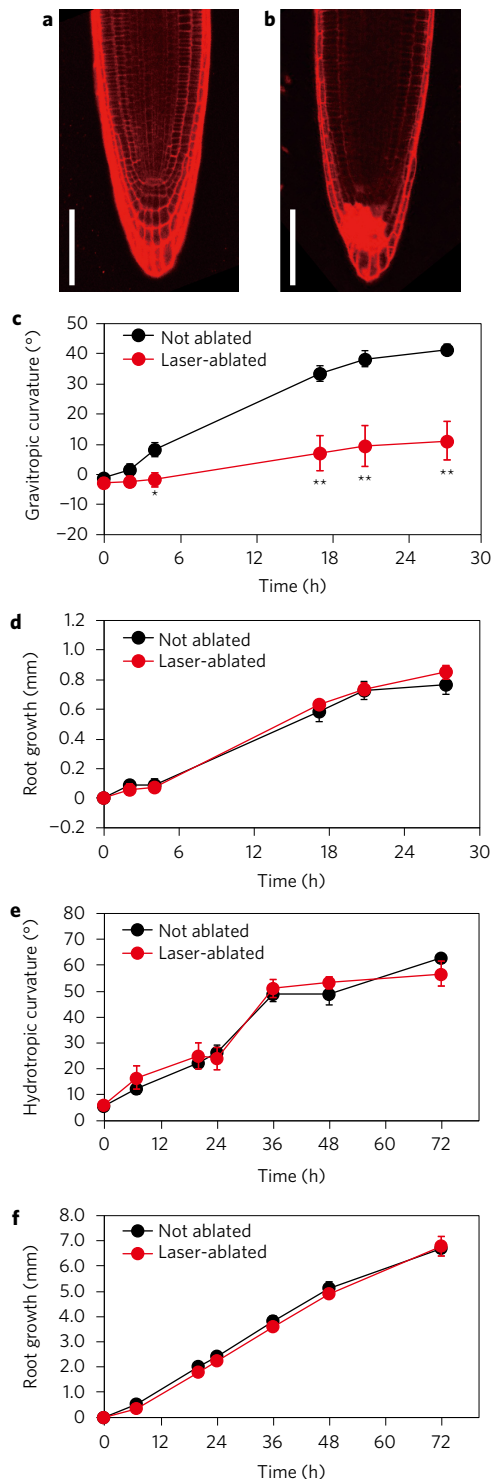 a b
c
50
40
30
20
10
0
−10
−20
Gravitropic curvature (°)
Not ablated
Laser-ablated
*
**
**
**
0 6 12 18 24 30
Time (h)
d
1.2
1.0
0.8
0.6
0.4
0.2
0
−0.2
Root growth (mm)
Not ablated
Laser-ablated
0 6 12 18 24 30
Time (h)
e
80
70
60
50
40
30
20
10
0
Hydrotropic curvature (°)
Not ablated
Laser-ablated
0 12 24 36 48 60 72
Time (h)
f
8.0
7.0
6.0
5.0
4.0
3.0
2.0
1.0
0
Root growth (mm)
Not ablated
Laser-ablated
0 12 24 36 48 60 72
Time (h)